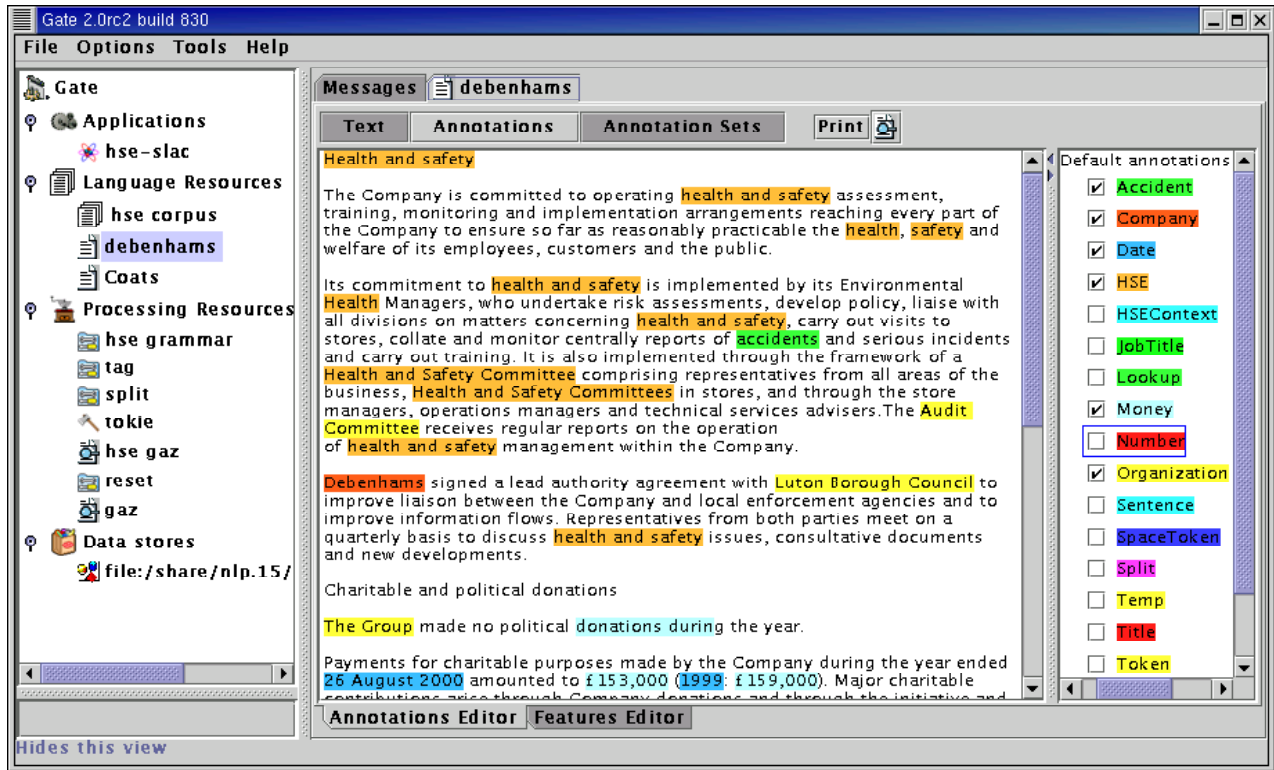 Gate 2.0rc2 build 830
File Options Tools Help
Gate
Applications
hse-slac
Language Resources
hse corpus
debenhams
Coats
Processing Resources
hse grammar
tag
split
tokie
hse gaz
reset
gaz
Data stores
file:/share/nlp.15/
Messages debenhams
Text Annotations Annotation Sets Print
Health and safety
The Company is committed to operating health and safety assessment,
training, monitoring and implementation arrangements reaching every part of
the Company to ensure so far as reasonably practicable the health, safety and
welfare of its employees, customers and the public.
Its commitment to health and safety is implemented by its Environmental
Health Managers, who undertake risk assessments, develop policy, liaise with
all divisions on matters concerning health and safety, carry out visits to
stores, collate and monitor centrally reports of accidents and serious incidents
and carry out training. It is also implemented through the framework of a
Health and Safety Committee comprising representatives from all areas of the
business, Health and Safety Committees in stores, and through the store
managers, operations managers and technical services advisers.The Audit
Committee receives regular reports on the operation
of health and safety management within the Company.
Debenhams signed a lead authority agreement with Luton Borough Council to
improve liaison between the Company and local enforcement agencies and to
improve information flows. Representatives from both parties meet on a
quarterly basis to discuss health and safety issues, consultative documents
and new developments.
Charitable and political donations
The Group made no political donations during the year.
Payments for charitable purposes made by the Company during the year ended
26 August 2000 amounted to £153,000 (1999: £159,000). Major charitable
contributions arise through Company donations and through the initiative and
Default annotations
Accident
Company
Date
HSE
HSEContext
JobTitle
Lookup
Money
Number
Organization
Sentence
SpaceToken
Split
Temp
Title
Token
Annotations Editor Features Editor
Hides this view